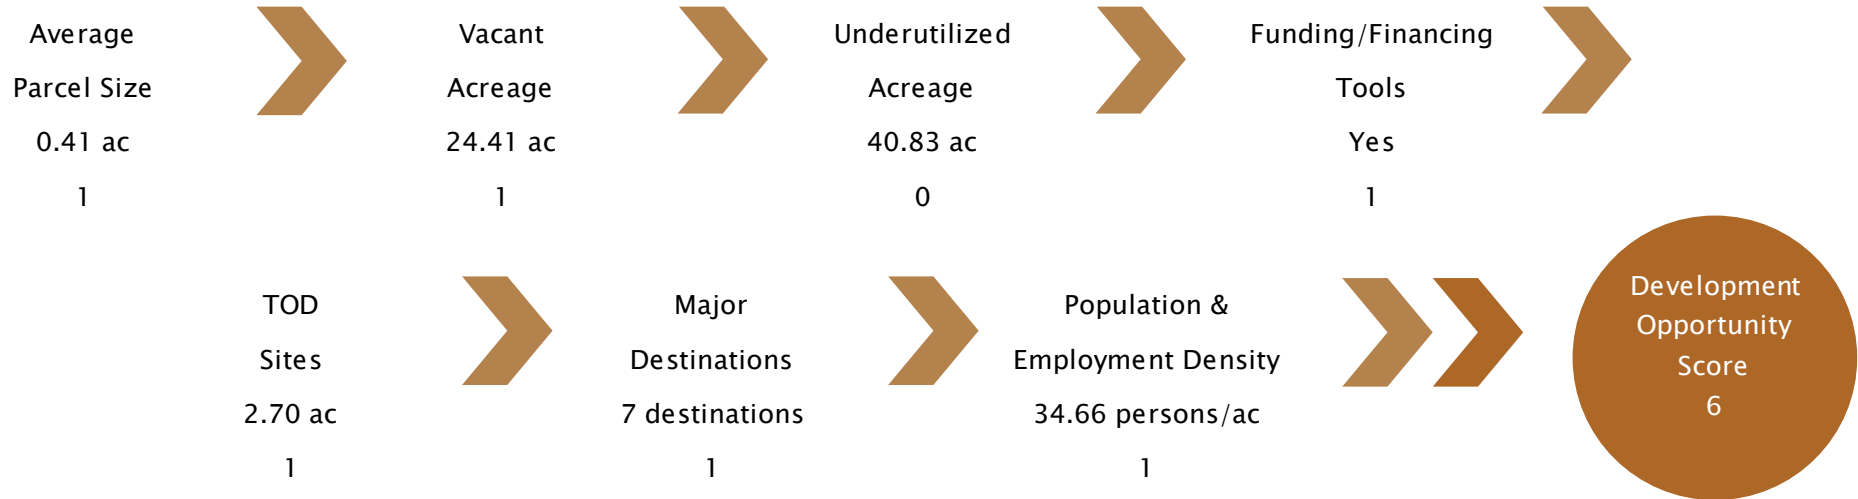 Average
Parcel Size
0.41 ac
1
Vacant
Acreage
24.41 ac
1
Underutilized
Acreage
40.83 ac
0
Funding/Financing
Tools
Yes
1
TOD
Sites
2.70 ac
1
Major
Destinations
7 destinations
1
Population &
Employment Density
34.66 persons/ac
1
Development
Opportunity
Score
6